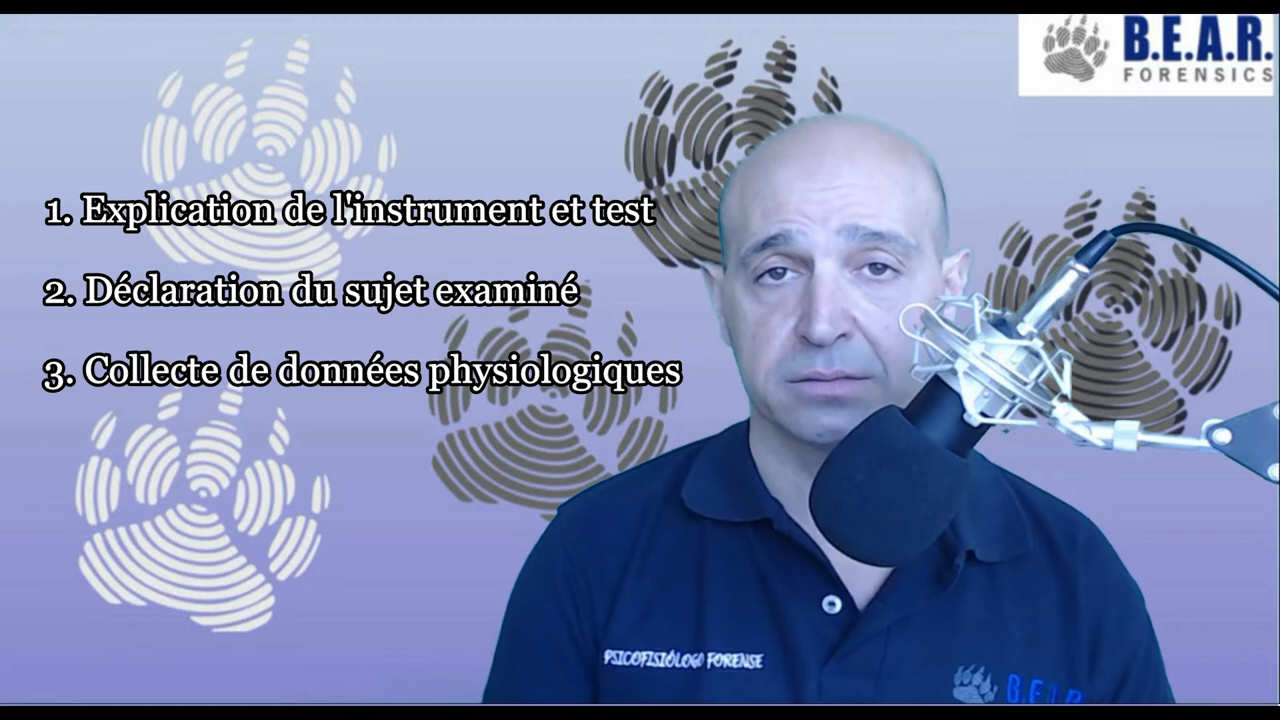 B.E.A.R.
FORENSICS
1. Explication de l'instrument et test
2. Déclaration du sujet examiné
3. Collecte de données physiologiques
PSICOFISIÓLOGO FORENSE
B.E.A.R